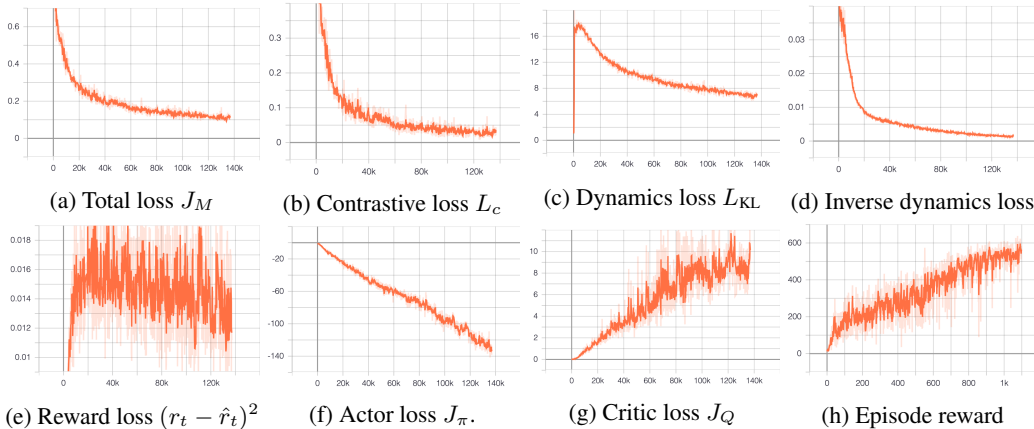 0.6
0.4
0.2
0
0 20k 40k 60k 80k 100k 120k 140k
(a) Total loss J_M
0.4
0.2
0
0 20k 40k 60k 80k 100k 120k 140k
(b) Contrastive loss L_c
16
12
8
4
0
0 20k 40k 60k 80k 100k 120k 140k
(c) Dynamics loss L_KL
0.03
0.01
0
0 20k 40k 60k 80k 100k 120k 140k
(d) Inverse dynamics loss
0.018
0.016
0.014
0.012
0.01
0 40k 80k 120k
(e) Reward loss (r_t − r̂_t)²
-20
-60
-100
-140
0 40k 80k 120k
(f) Actor loss J_π.
10
8
6
4
2
0
0 20k 40k 60k 80k 100k 120k 140k
(g) Critic loss J_Q
600
400
200
0
0 200 400 600 800 1k
(h) Episode reward